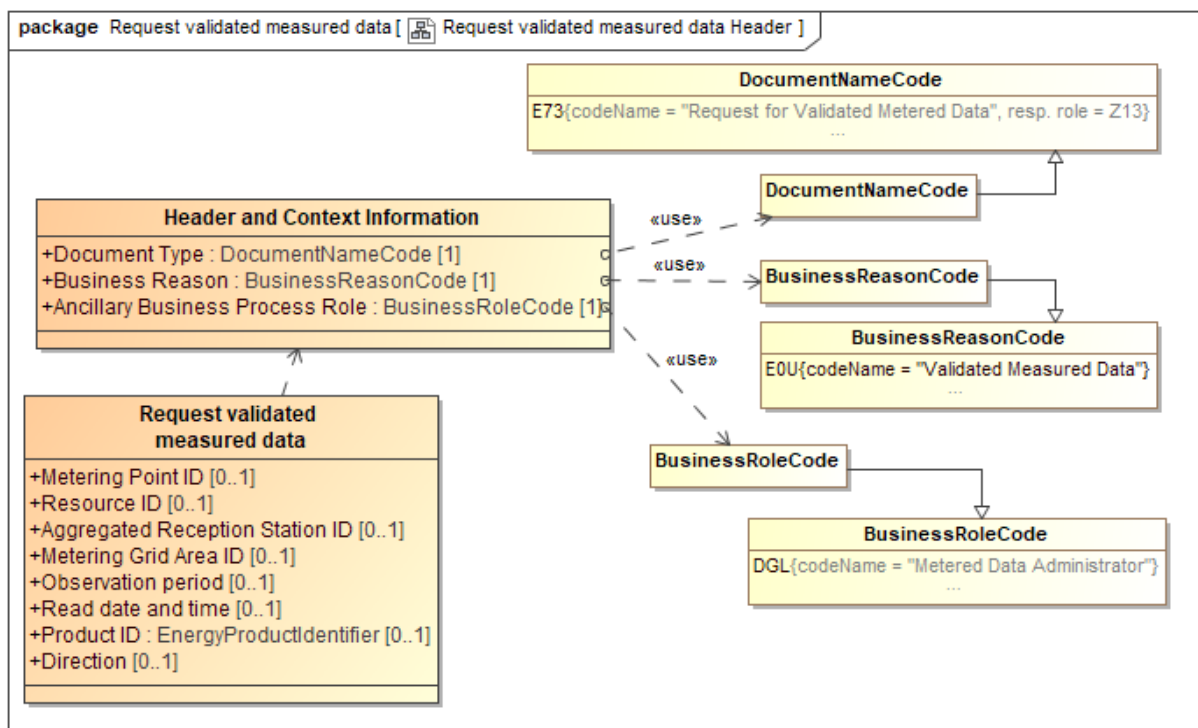 package Request validated measured data [ Request validated measured data Header ]
DocumentNameCode
E73{codeName = "Request for Validated Metered Data", resp. role = Z13}
...
DocumentNameCode
«use»
Header and Context Information
+Document Type : DocumentNameCode [1]
+Business Reason : BusinessReasonCode [1]
+Ancillary Business Process Role : BusinessRoleCode [1]
«use»
BusinessReasonCode
BusinessReasonCode
E0U{codeName = "Validated Measured Data"}
...
«use»
Request validated
measured data
+Metering Point ID [0..1]
+Resource ID [0..1]
+Aggregated Reception Station ID [0..1]
+Metering Grid Area ID [0..1]
+Observation period [0..1]
+Read date and time [0..1]
+Product ID : EnergyProductIdentifier [0..1]
+Direction [0..1]
BusinessRoleCode
BusinessRoleCode
DGL{codeName = "Metered Data Administrator"}
...